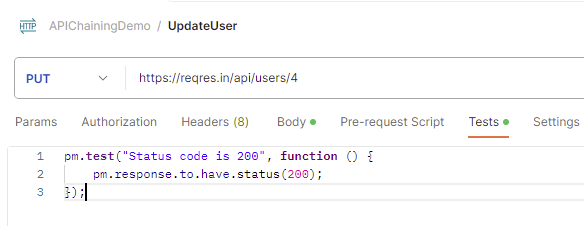 HTTP APIChainingDemo / UpdateUser
PUT https://reqres.in/api/users/4
Params Authorization Headers (8) Body Pre-request Script Tests Settings
1 pm.test("Status code is 200", function () {
2 pm.response.to.have.status(200);
3 });